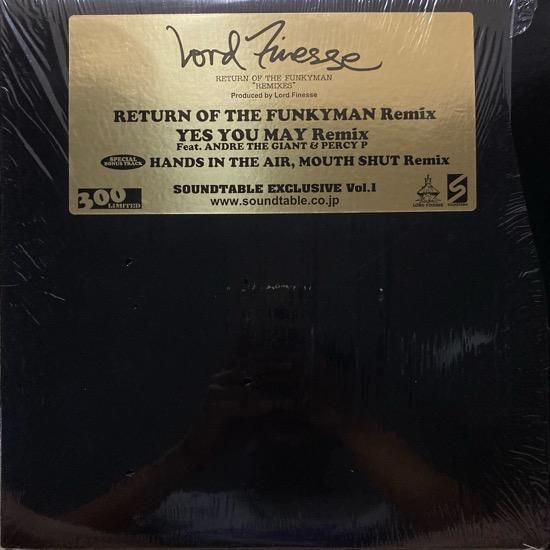 Lord Finesse
RETURN OF THE FUNKYMAN
"REMIXES"
Produced by Lord Finesse
RETURN OF THE FUNKYMAN Remix
YES YOU MAY Remix
Feat. ANDRE THE GIANT & PERCY P
SPECIAL BONUS TRACK HANDS IN THE AIR, MOUTH SHUT Remix
300 LIMITED
SOUNDTABLE EXCLUSIVE Vol.1
www.soundtable.co.jp
LORD FINESSE